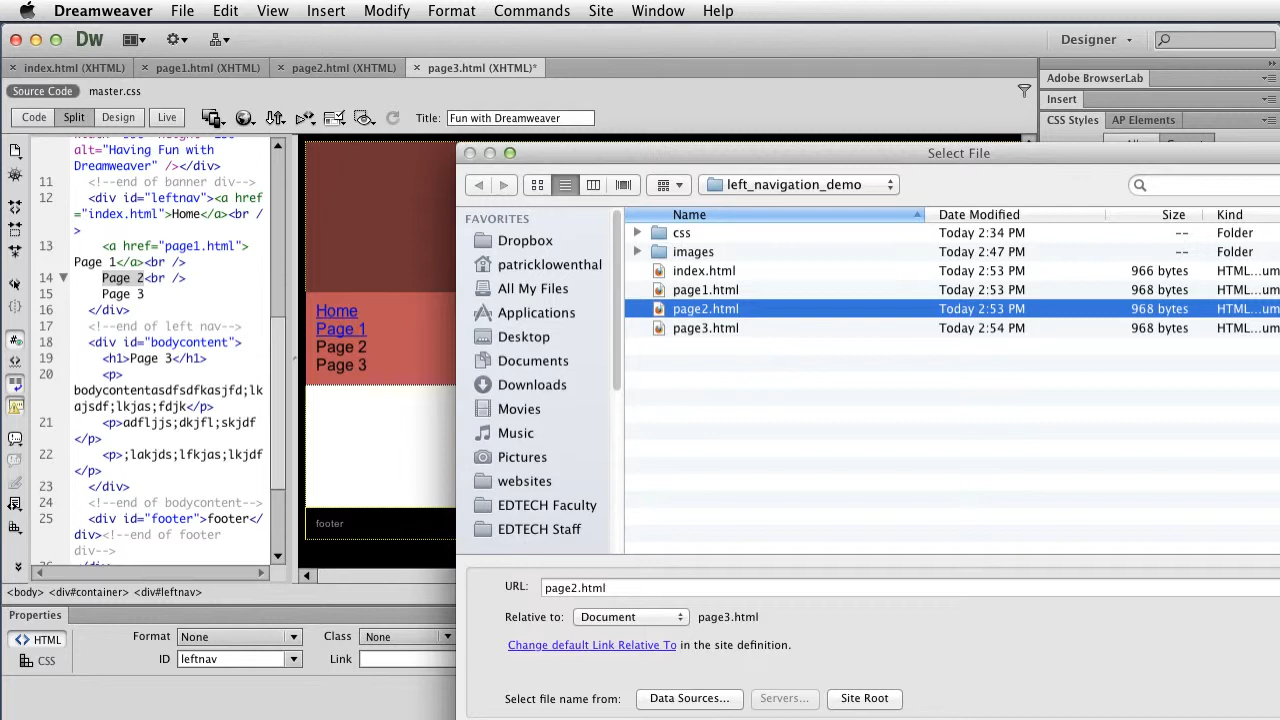 Dreamweaver File Edit View Insert Modify Format Commands Site Window Help
Dw
Designer
index.html (XHTML)
page1.html (XHTML)
page2.html (XHTML)
page3.html (XHTML)*
Adobe BrowserLab
Source Code master.css
Insert
Code Split Design Live
Title: Fun with Dreamweaver
CSS Styles AP Elements
alt="Having Fun with
Dreamweaver" /></div>
11 <!--end of banner div-->
12 <div id="leftnav"><a href
="index.html">Home</a><br /
>
13 <a href="page1.html">
Page 1</a><br />
14 Page 2<br />
15 Page 3
16 </div>
17 <!--end of left nav-->
18 <div id="bodycontent">
19 <h1>Page 3</h1>
20 <p>
bodycontentasdfsdfkasjfd;lk
ajsdf;lkjas;fdjk</p>
21 <p>adfljjs;dkjfl;skjdf
</p>
22 <p>;lakjds;lfkjas;lkjdf
</p>
23 </div>
24 <!--end of bodycontent-->
25 <div id="footer">footer</
div><!--end of footer
div-->
Home
Page 1
Page 2
Page 3
footer
Select File
left_navigation_demo
FAVORITES
Dropbox
patricklowenthal
All My Files
Applications
Desktop
Documents
Downloads
Movies
Music
Pictures
websites
EDTECH Faculty
EDTECH Staff
Name Date Modified Size Kind
css Today 2:34 PM -- Folder
images Today 2:47 PM -- Folder
index.html Today 2:53 PM 966 bytes HTML...um
page1.html Today 2:53 PM 968 bytes HTML...um
page2.html Today 2:53 PM 968 bytes HTML...um
page3.html Today 2:54 PM 968 bytes HTML...um
URL: page2.html
Relative to: Document page3.html
Change default Link Relative To in the site definition.
Select file name from: Data Sources... Servers... Site Root
<body> <div#container> <div#leftnav>
Properties
HTML
CSS
Format None
Class None
ID leftnav
Link